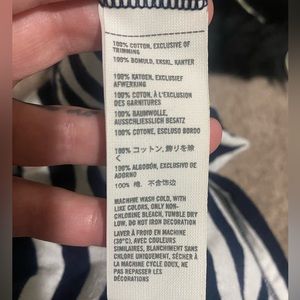 100% COTTON, EXCLUSIVE OF
TRIMMING
100% BOMULD, EKSKL. KANTER
100% KATOEN, EXCLUSIEF
AFWERKING
100% COTON, À L'EXCLUSION
DES GARNITURES
100% BAUMWOLLE,
AUSSCHLIESSLICH BESATZ
100% COTONE, ESCLUSO BORDO
100% コットン, 飾りを除
く
100% ALGODÓN, EXCLUSIVO DE
ADORNO
100% 棉, 不含饰边
MACHINE WASH COLD, WITH
LIKE COLORS, ONLY NON-
CHLORINE BLEACH, TUMBLE DRY
LOW, DO NOT IRON DECORATION
LAVER À FROID EN MACHINE
(30°C), AVEC COULEURS
SIMILAIRES, BLANCHIMENT SANS
CHLORE UNIQUEMENT, SÉCHER À
LA MACHINE CYCLE DOUX, NE
PAS REPASSER LES
DÉCORATIONS